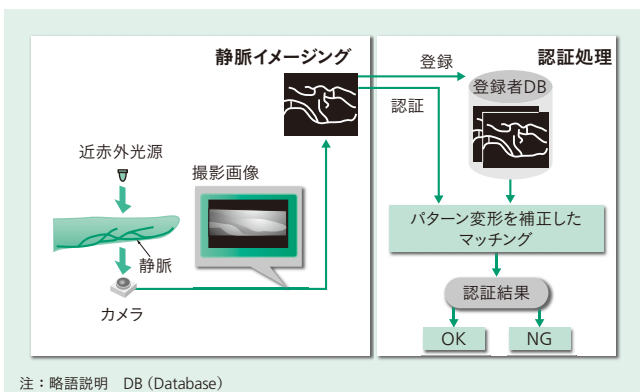 静脈イメージング
近赤外光源
撮影画像
静脈
カメラ
認証処理
登録
登録者DB
認証
パターン変形を補正した
マッチング
認証結果
OK
NG
注：略語説明　DB（Database）